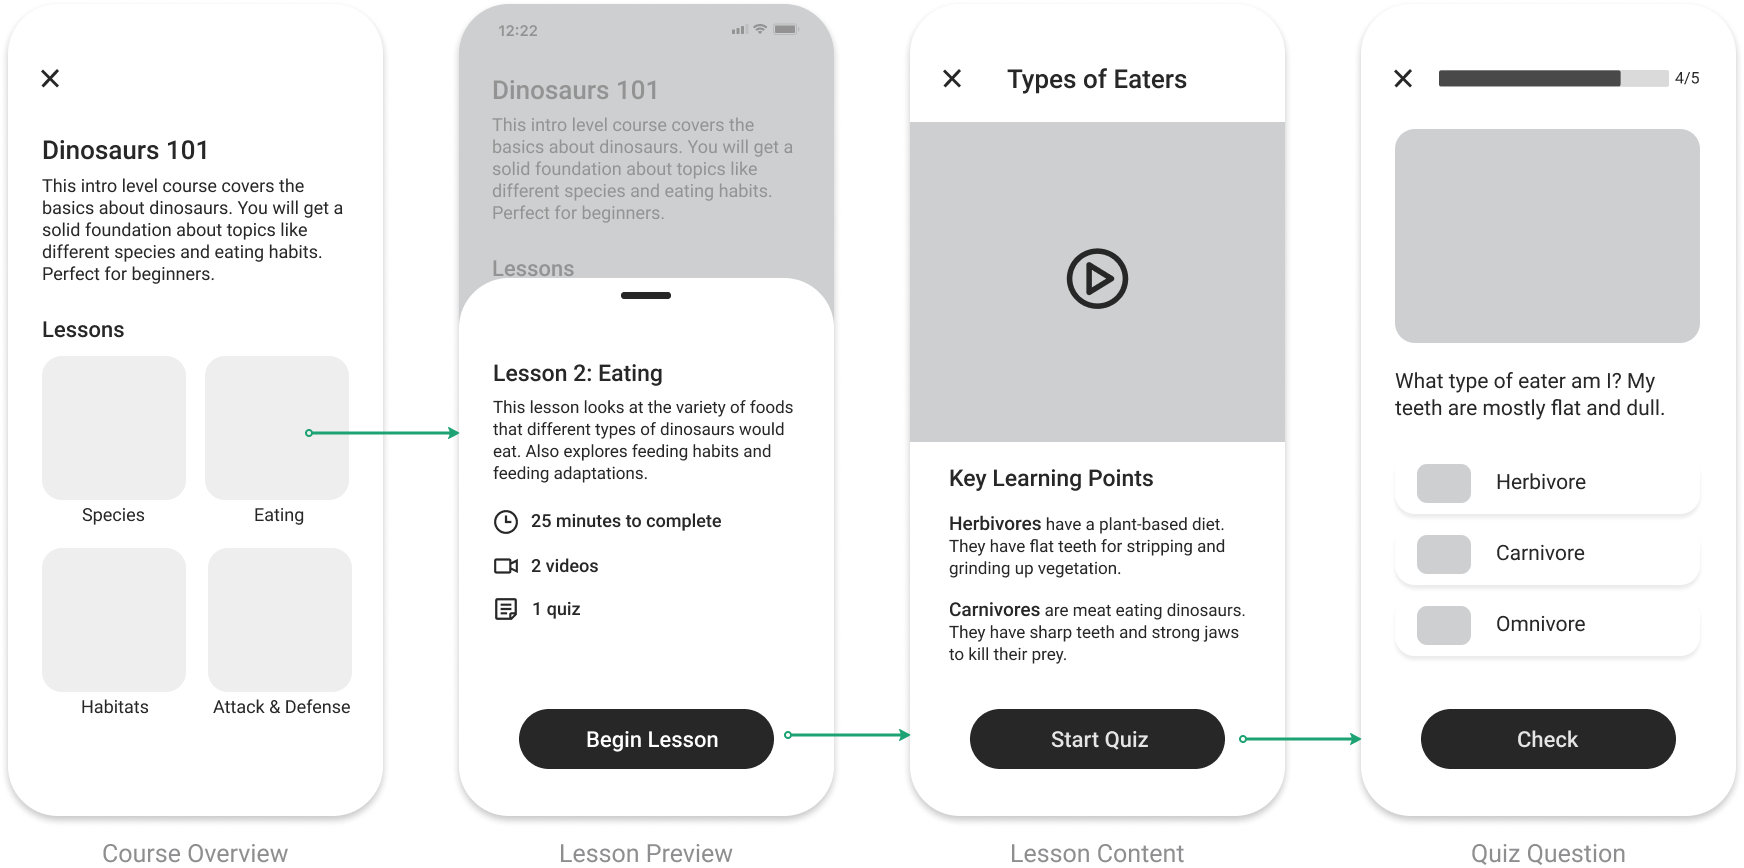 Dinosaurs 101
This intro level course covers the
basics about dinosaurs. You will get a
solid foundation about topics like
different species and eating habits.
Perfect for beginners.
Lessons
Species
Eating
Habitats
Attack & Defense
Course Overview
12:22
Dinosaurs 101
This intro level course covers the
basics about dinosaurs. You will get a
solid foundation about topics like
different species and eating habits.
Perfect for beginners.
Lessons
Lesson 2: Eating
This lesson looks at the variety of foods
that different types of dinosaurs would
eat. Also explores feeding habits and
feeding adaptations.
25 minutes to complete
2 videos
1 quiz
Begin Lesson
Lesson Preview
Types of Eaters
Key Learning Points
Herbivores have a plant-based diet.
They have flat teeth for stripping and
grinding up vegetation.
Carnivores are meat eating dinosaurs.
They have sharp teeth and strong jaws
to kill their prey.
Start Quiz
Lesson Content
4/5
What type of eater am I? My
teeth are mostly flat and dull.
Herbivore
Carnivore
Omnivore
Check
Quiz Question